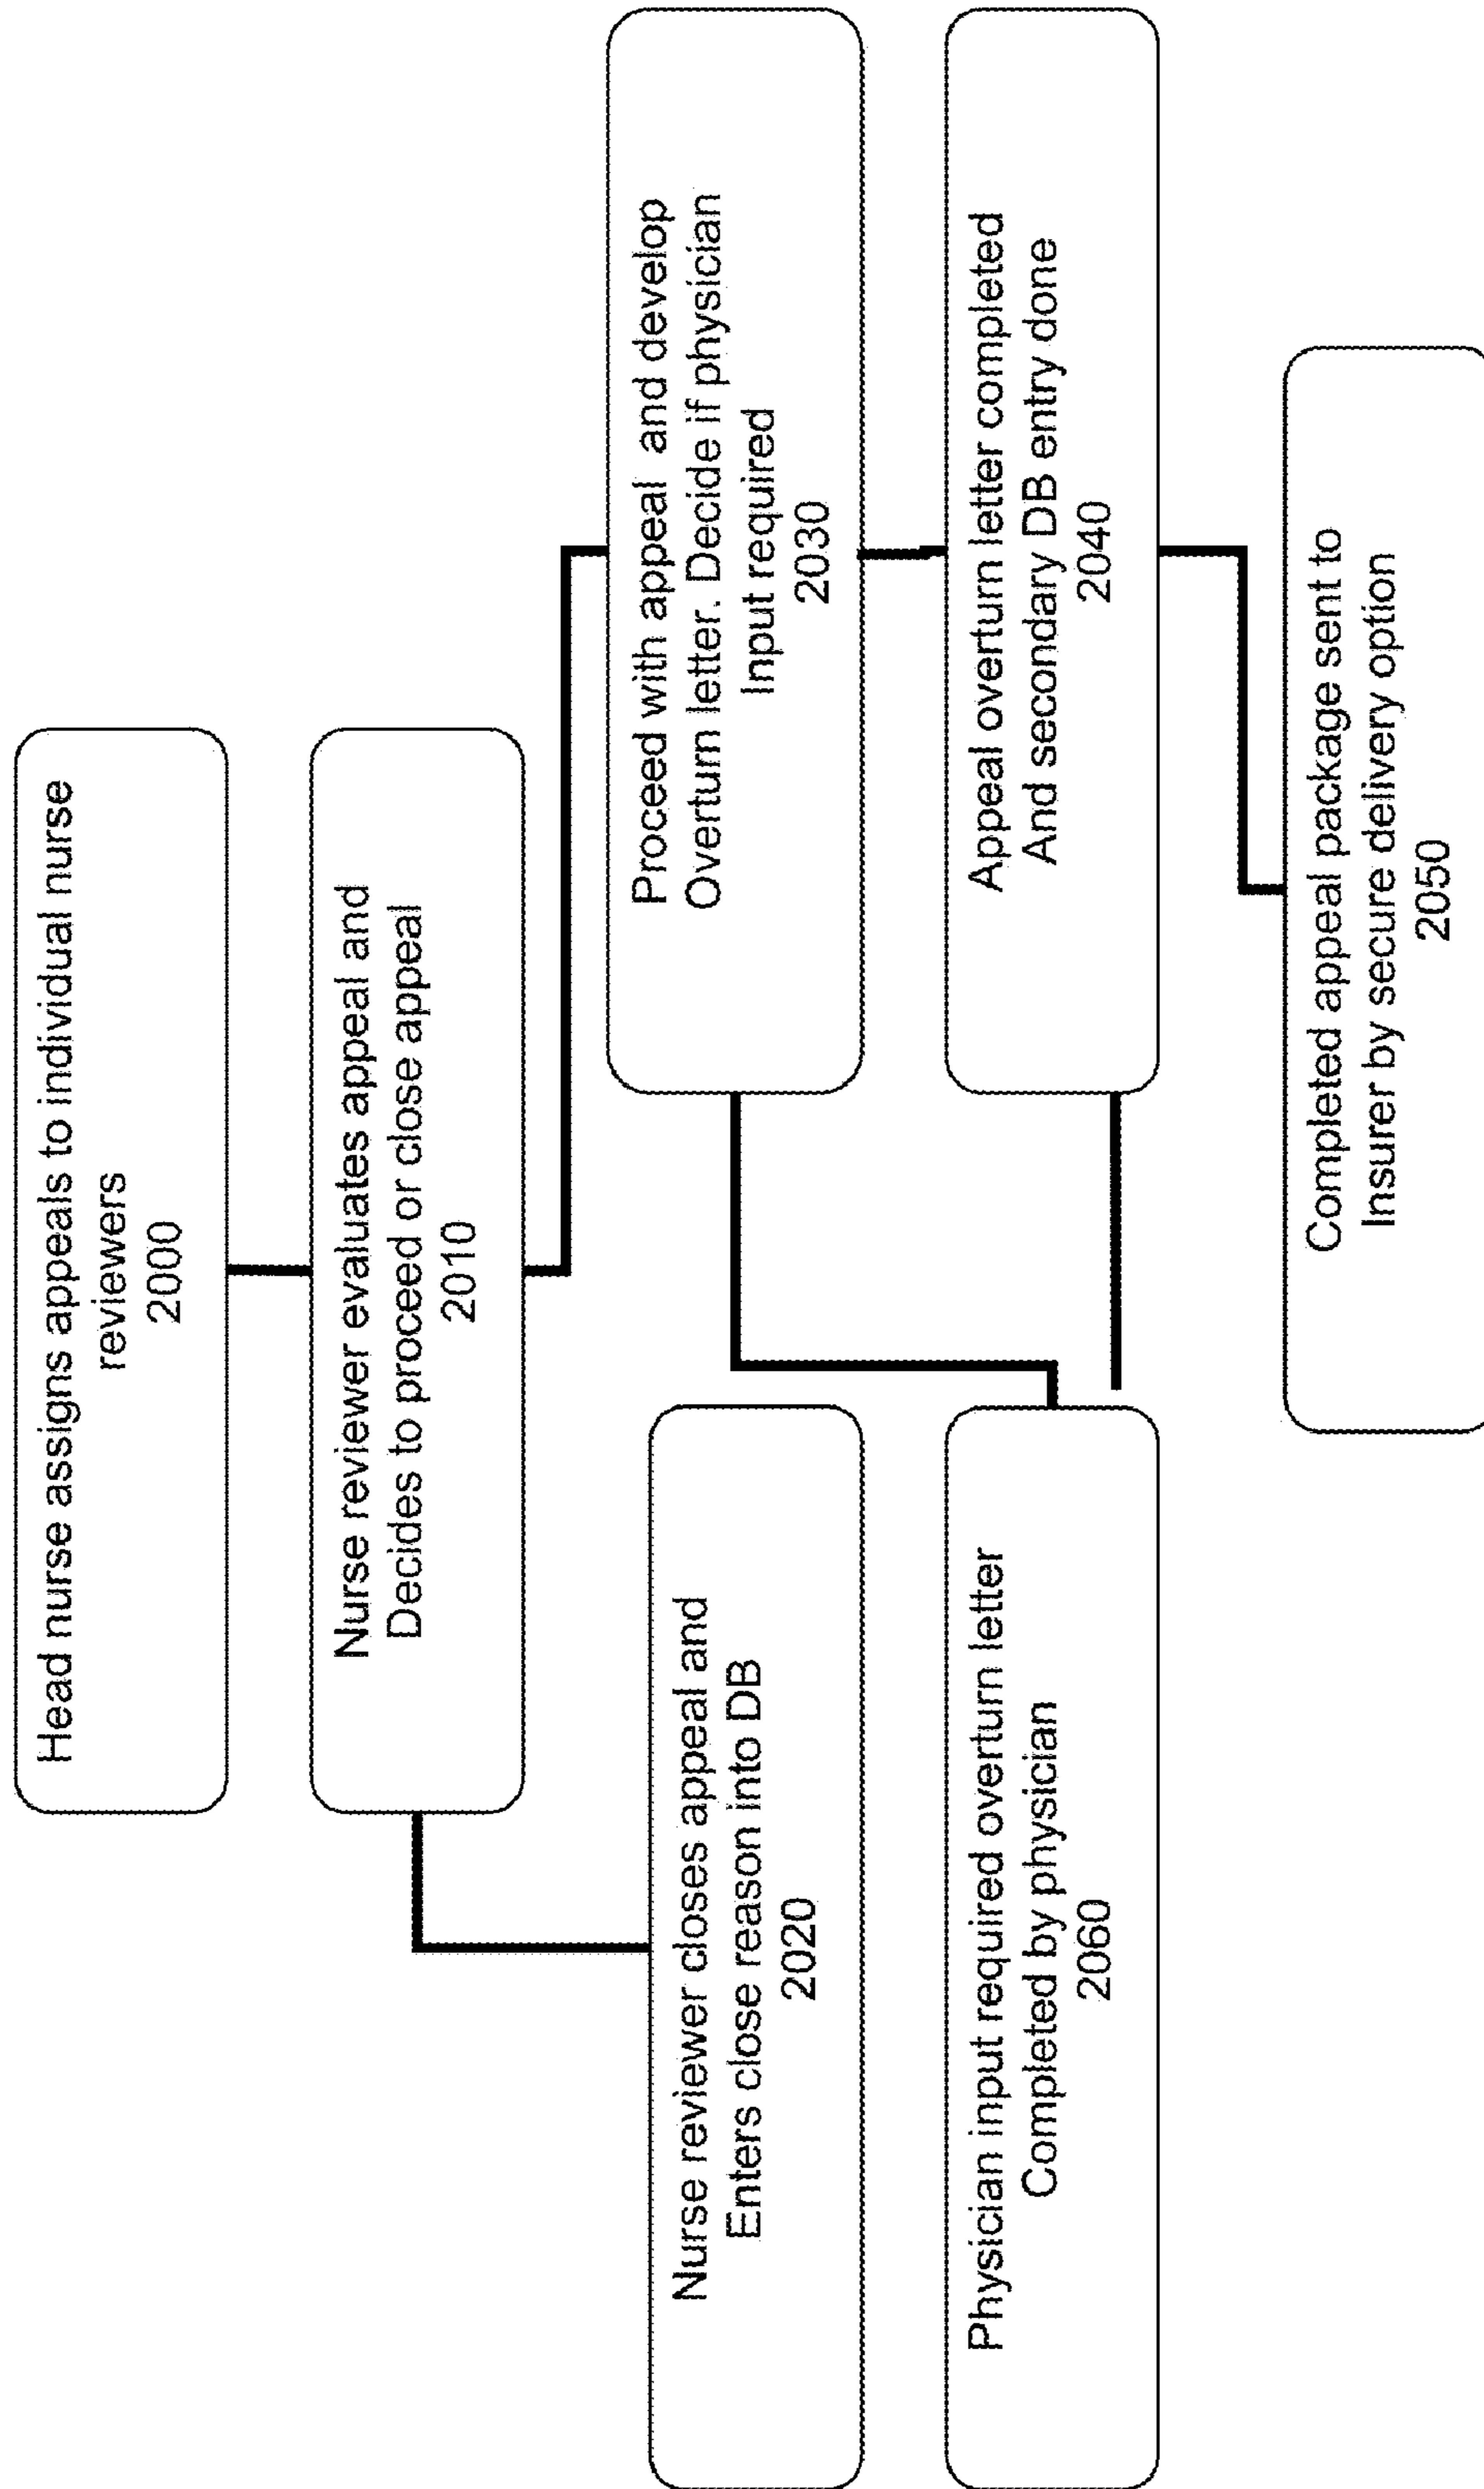 Head nurse assigns appeals to individual nurse
reviewers
2000
Nurse reviewer evaluates appeal and
Decides to proceed or close appeal
2010
Nurse reviewer closes appeal and
Enters close reason into DB
2020
Proceed with appeal and develop
Overturn letter. Decide if physician
Input required
2030
Physician input required overturn letter
Completed by physician
2060
Appeal overturn letter completed
And secondary DB entry done
2040
Completed appeal package sent to
Insurer by secure delivery option
2050